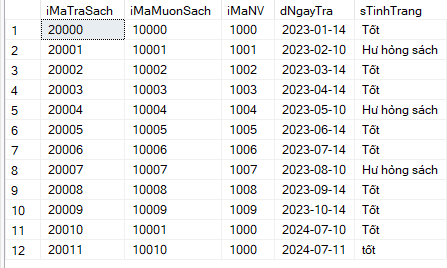 iMaTraSach iMaMuonSach iMaNV dNgayTra sTinhTrang
1 20000 10000 1000 2023-01-14 Tốt
2 20001 10001 1001 2023-02-10 Hư hỏng sách
3 20002 10002 1002 2023-03-14 Tốt
4 20003 10003 1003 2023-04-14 Tốt
5 20004 10004 1004 2023-05-10 Hư hỏng sách
6 20005 10005 1005 2023-06-14 Tốt
7 20006 10006 1006 2023-07-14 Tốt
8 20007 10007 1007 2023-08-10 Hư hỏng sách
9 20008 10008 1008 2023-09-14 Tốt
10 20009 10009 1009 2023-10-14 Tốt
11 20010 10001 1000 2024-07-10 Tốt
12 20011 10010 1000 2024-07-11 tốt